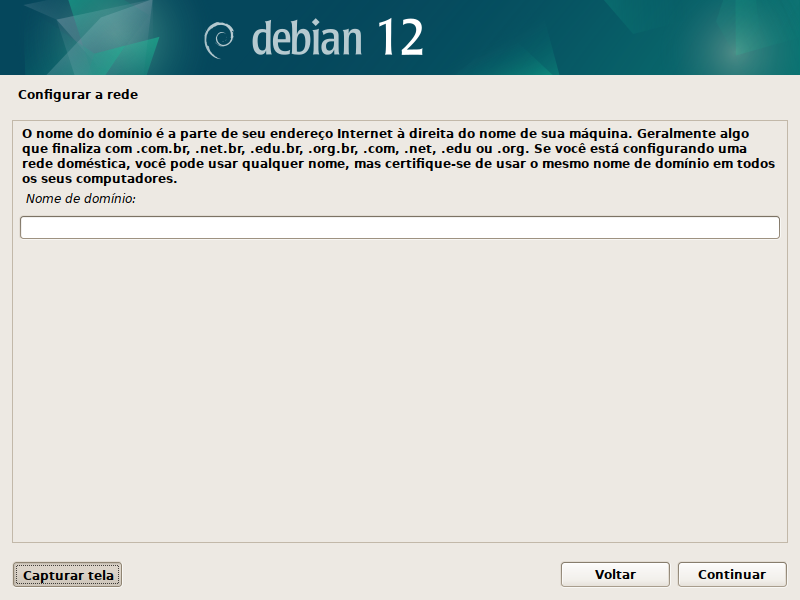 debian 12
Configurar a rede
O nome do domínio é a parte de seu endereço Internet à direita do nome de sua máquina. Geralmente algo
que finaliza com .com.br, .net.br, .edu.br, .org.br, .com, .net, .edu ou .org. Se você está configurando uma
rede doméstica, você pode usar qualquer nome, mas certifique-se de usar o mesmo nome de domínio em todos
os seus computadores.
Nome de domínio:
Capturar tela
Voltar
Continuar